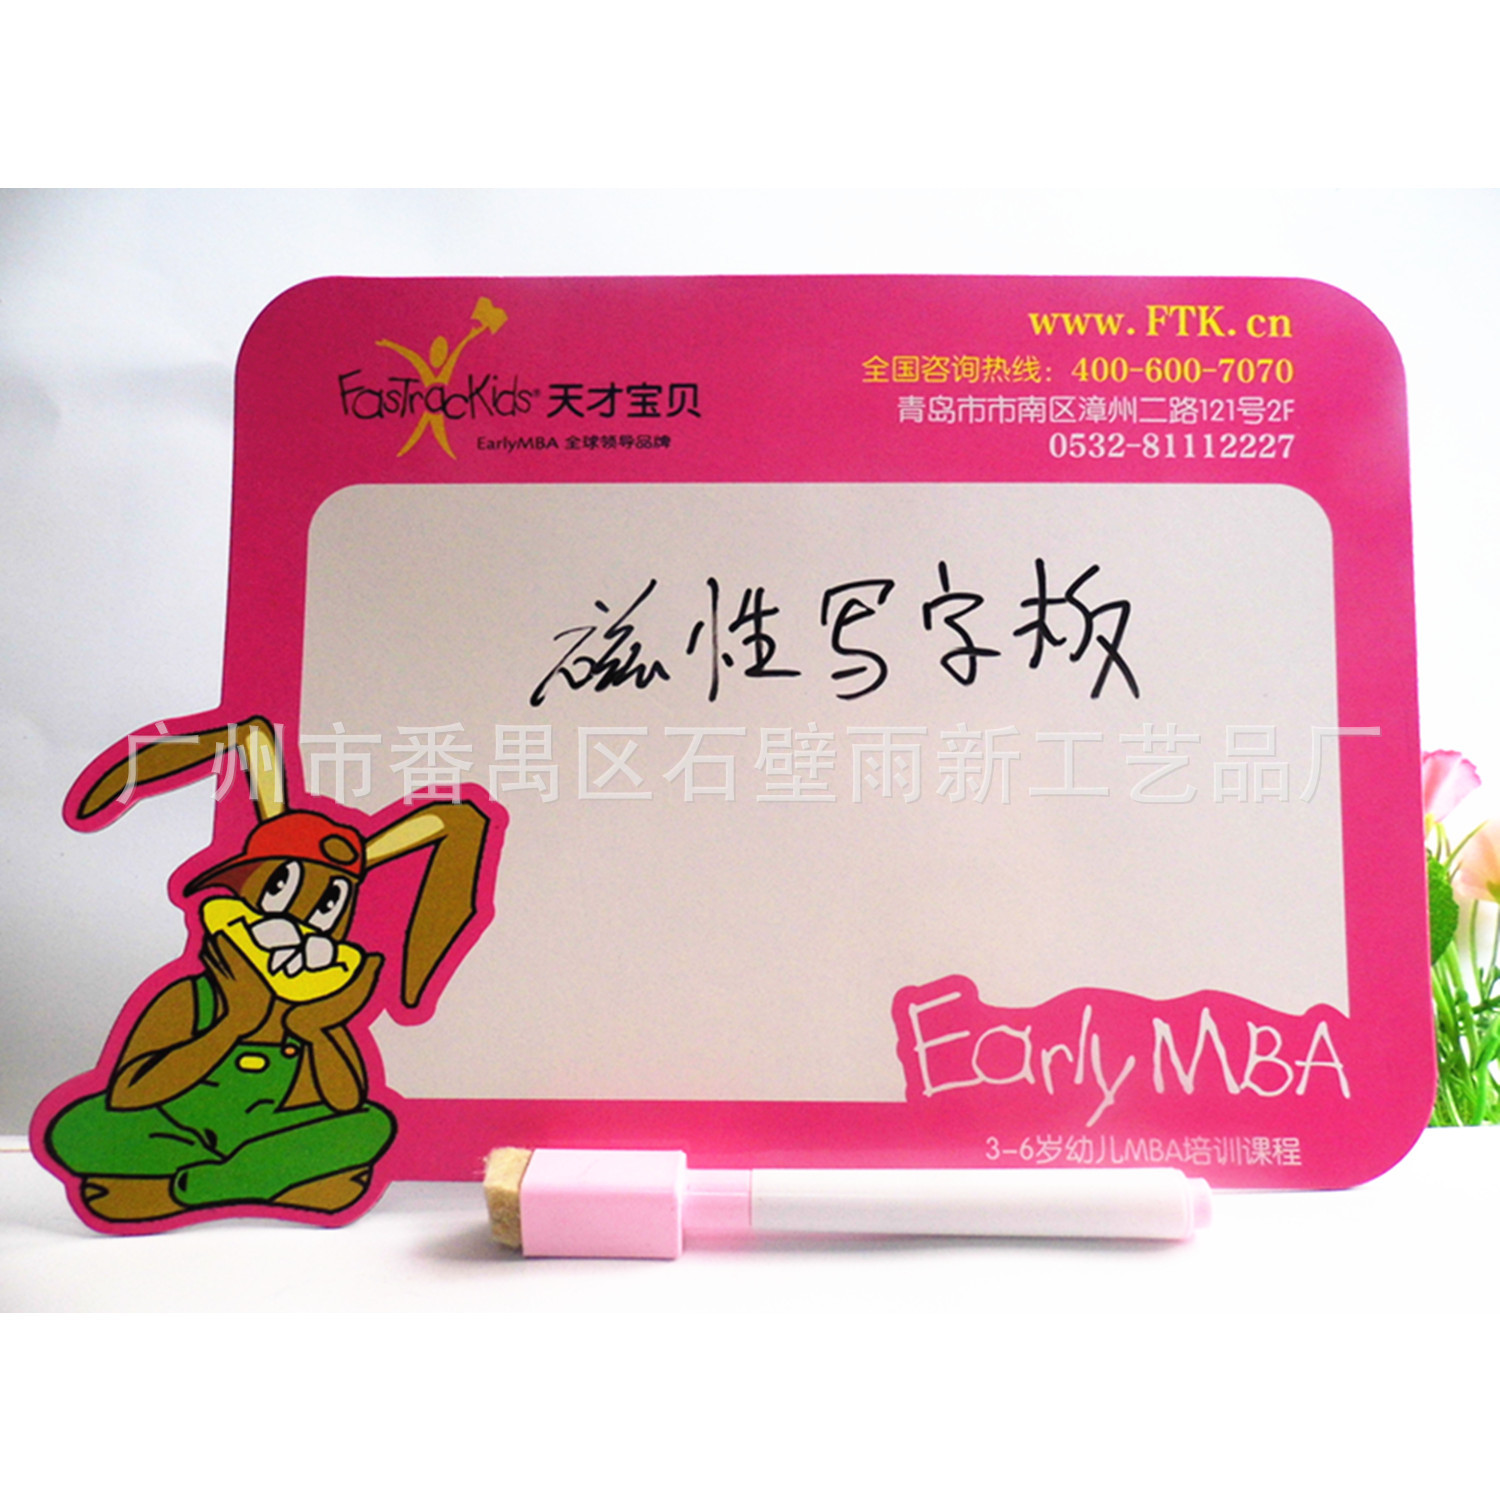 FasTracKids® 天才宝贝
EarlyMBA 全球领导品牌
www.FTK.cn
全国咨询热线：400-600-7070
青岛市市南区漳州二路121号2F
0532-81112227
磁性写字板
广州市番禺区石壁雨新工艺品厂
Early MBA
3-6岁幼儿MBA培训课程